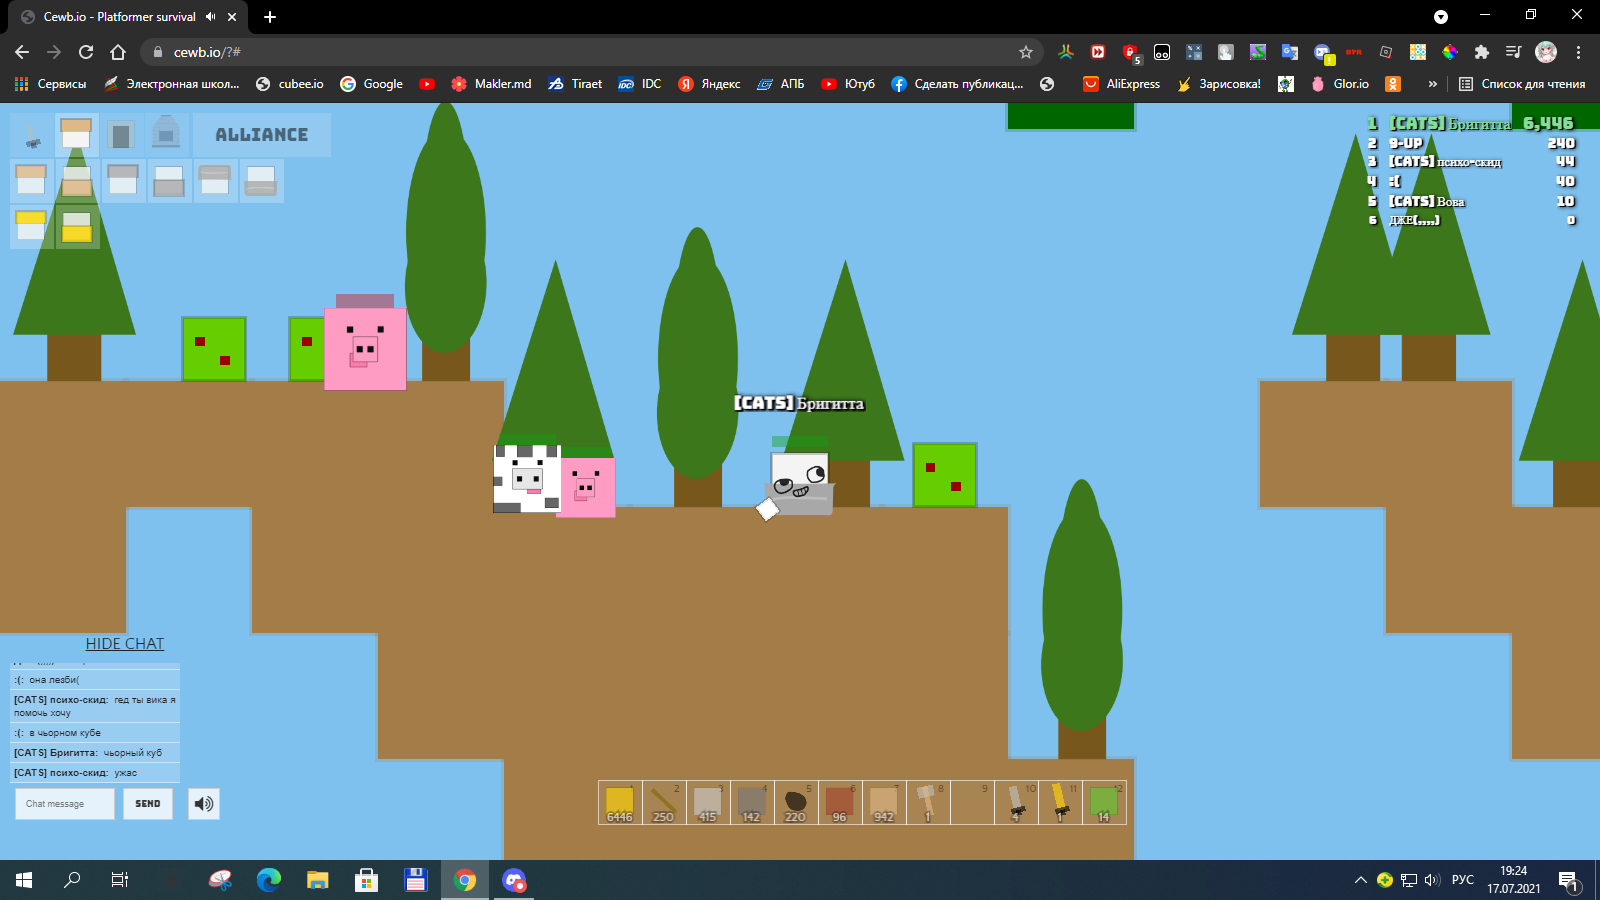 Cewb.io - Platformer survival
cewb.io/?#
5
Сервисы
Электронная школ...
cubee.io
Google
Makler.md
Tiraet
IDC
Яндекс
АПБ
Ютуб
Сделать публикац...
AliExpress
Зарисовка!
Glor.io
»
Список для чтения
ALLIANCE
1 [CATS] Бригитта 6,446
2 9-UP 240
3 [CATS] психо-скид 44
4 :( 40
5 [CATS] Вова 10
6 ДЖЕ(,,,,) 0
[CATS] Бригитта
HIDE CHAT
:(: она лезби(
[CATS] психо-скид: гед ты вика я
помочь хочу
:(: в чьорном кубе
[CATS] Бригитта: чьорный куб
[CATS] психо-скид: ужас
Chat message
SEND
2 3 4 5 6 7 8 9 10 11 12
6446 250 415 142 220 96 942 1 4 1 14
РУС
19:24
17.07.2021
1